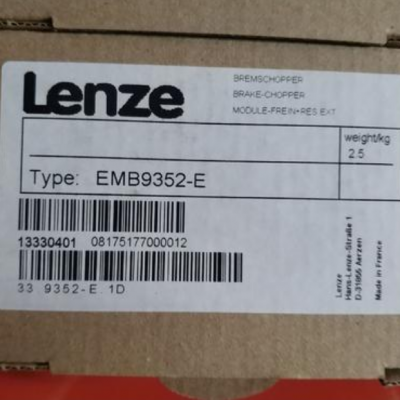 Lenze
BREMSCHOPPER
BRAKE-CHOPPER
MODULE-FREIN+RES.EXT.
weight/kg
2.5
Type: EMB9352-E
13330401 08175177000012
33.9352-E.1D
Lenze
Hans-Lenze-Straße 1
D-31855 Aerzen
Made in France